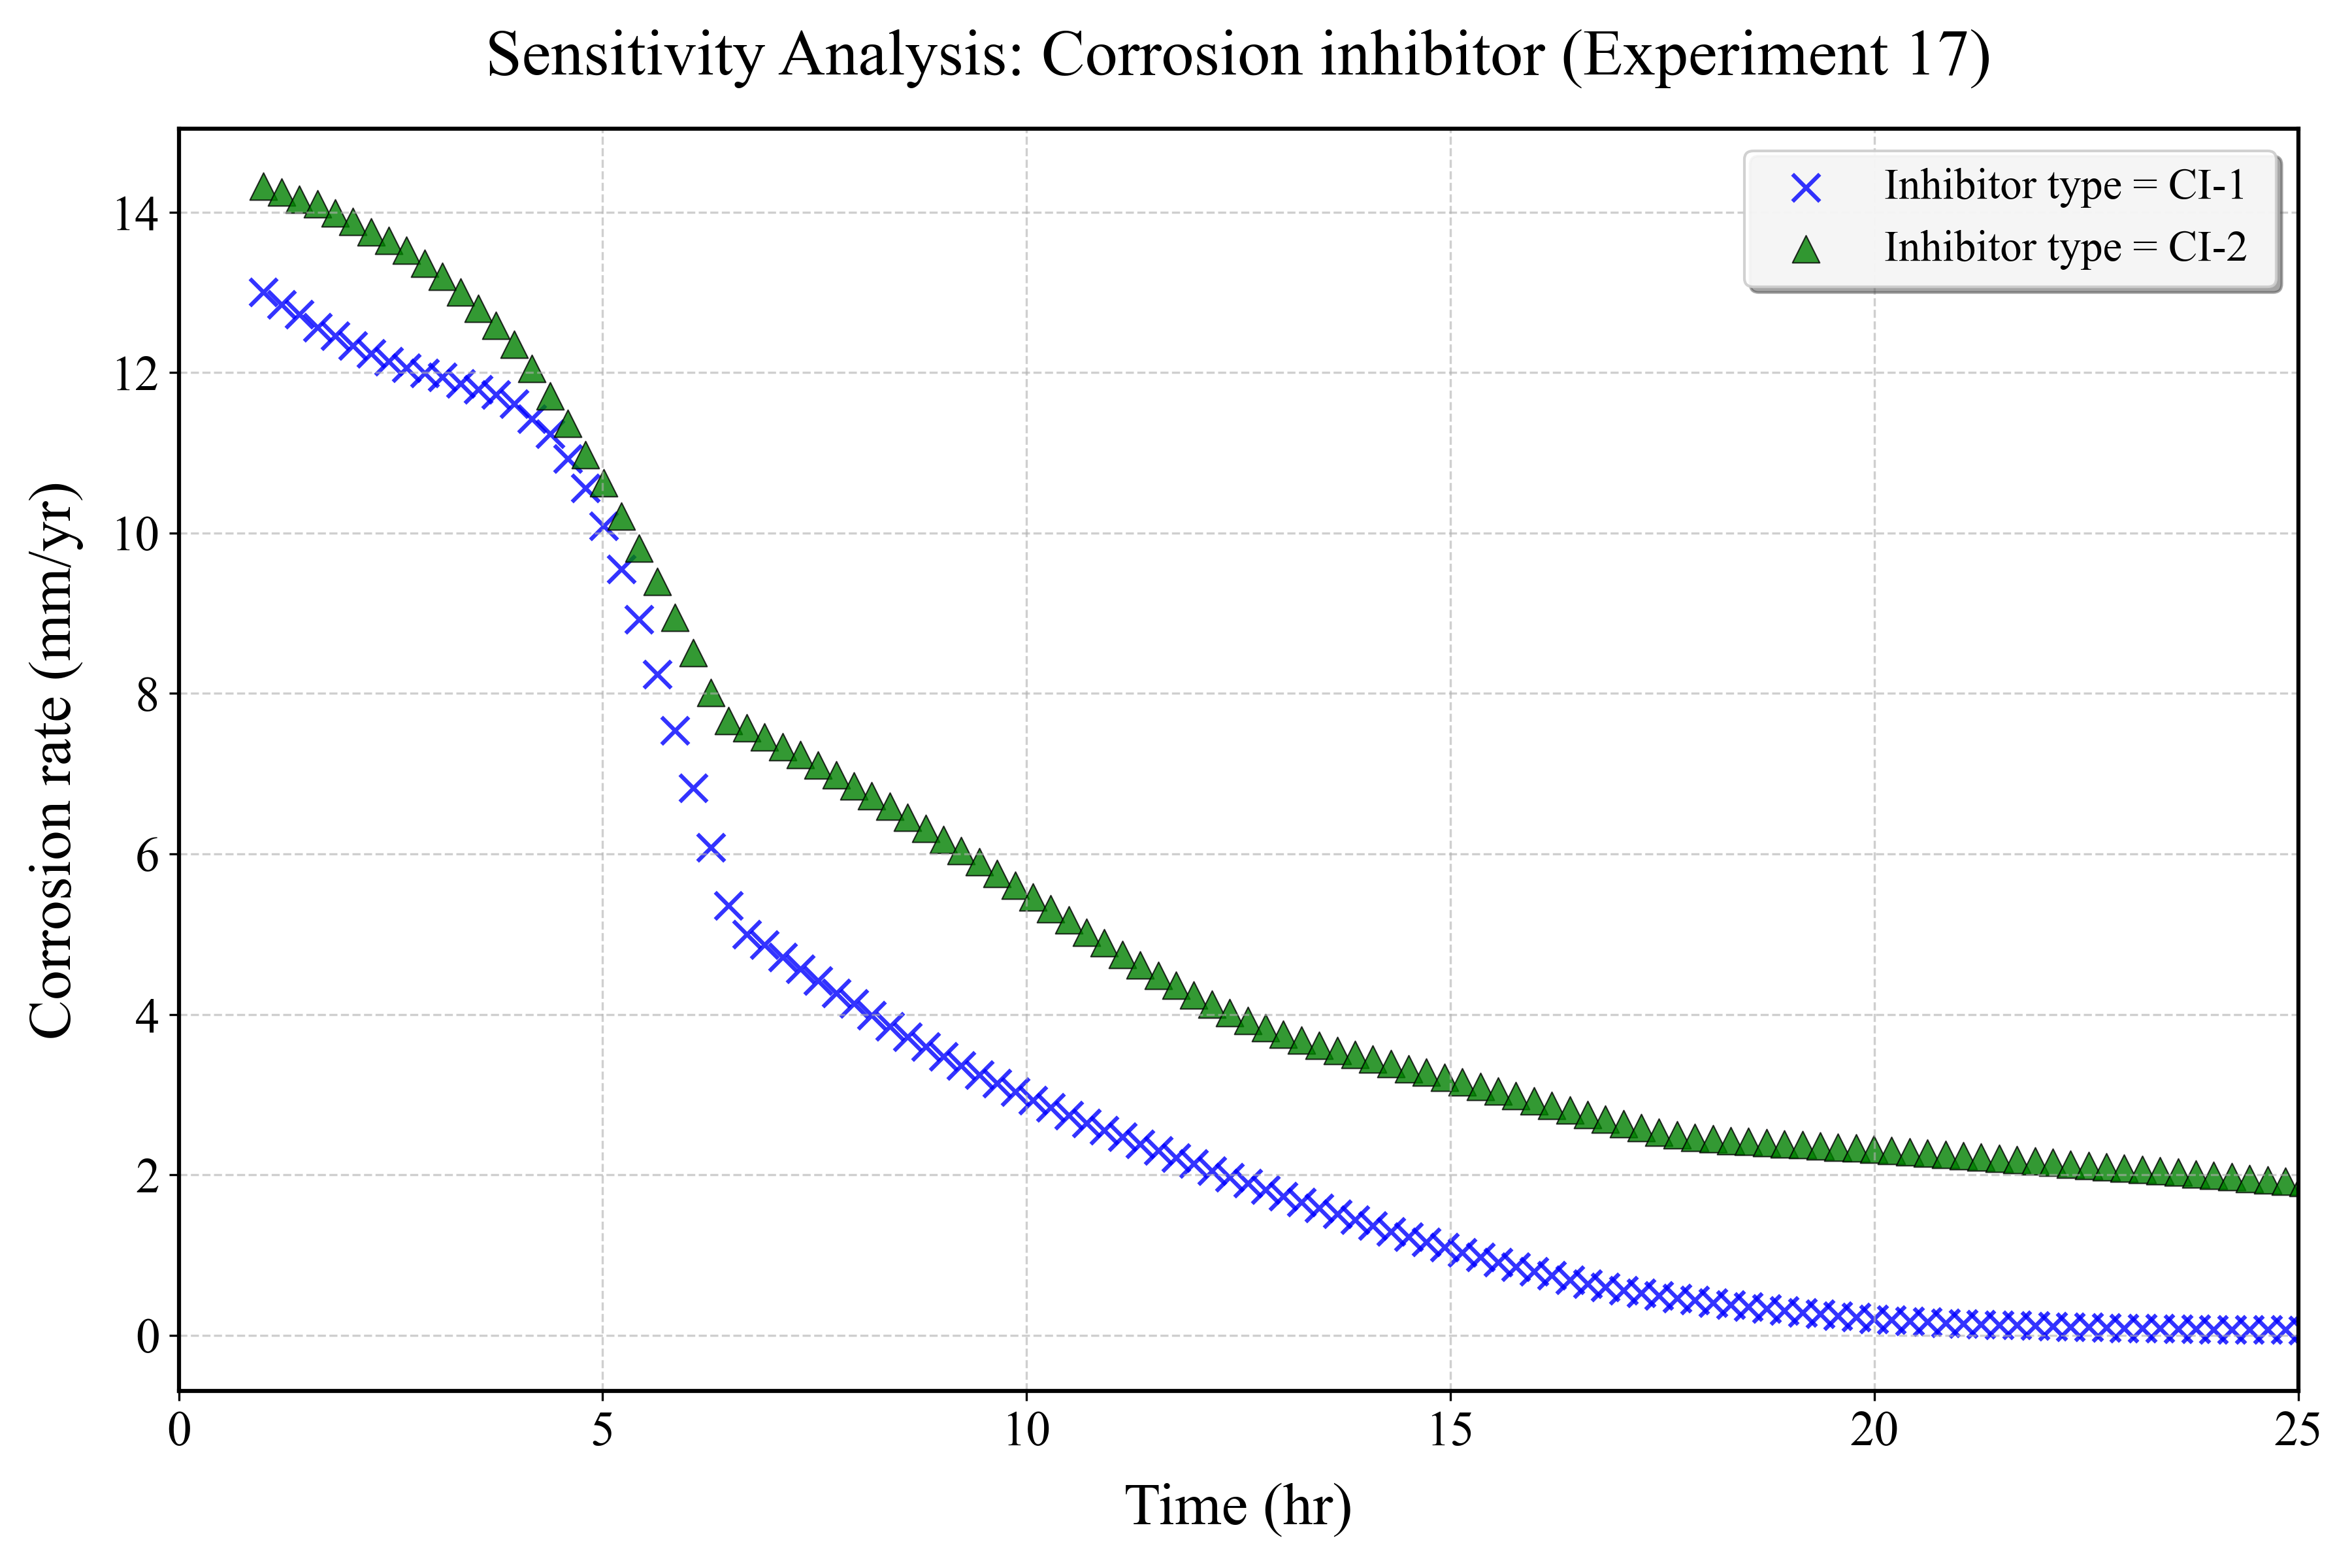 Sensitivity Analysis: Corrosion inhibitor (Experiment 17)
Inhibitor type = CI-1
Inhibitor type = CI-2
Corrosion rate (mm/yr)
14
12
10
8
6
4
2
0
0 5 10 15 20 25
Time (hr)